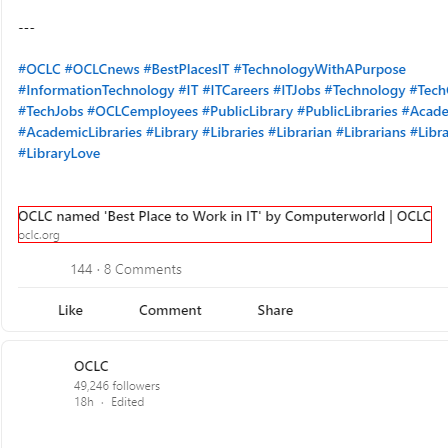 ---
#OCLC #OCLCnews #BestPlacesIT #TechnologyWithAPurpose
#InformationTechnology #IT #ITCareers #ITJobs #Technology #Tech
#TechJobs #OCLCemployees #PublicLibrary #PublicLibraries #Acade
#AcademicLibraries #Library #Libraries #Librarian #Librarians #Libra
#LibraryLove
OCLC named 'Best Place to Work in IT' by Computerworld | OCLC
oclc.org
144 · 8 Comments
Like Comment Share
OCLC
49,246 followers
18h · Edited